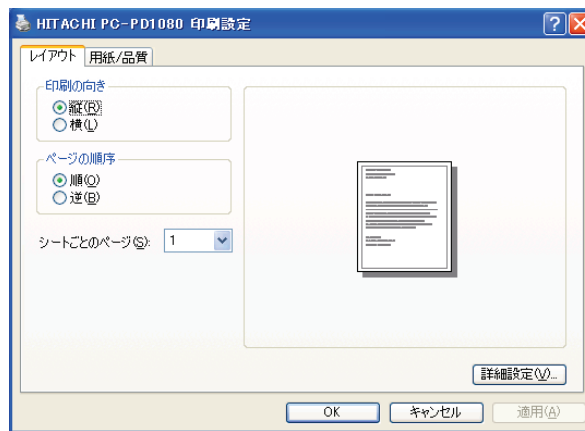 HITACHI PC-PD1080 印刷設定
レイアウト 用紙/品質
印刷の向き
縦(R)
横(L)
ページの順序
順(O)
逆(B)
シートごとのページ(S): 1
詳細設定(V)...
OK キャンセル 適用(A)